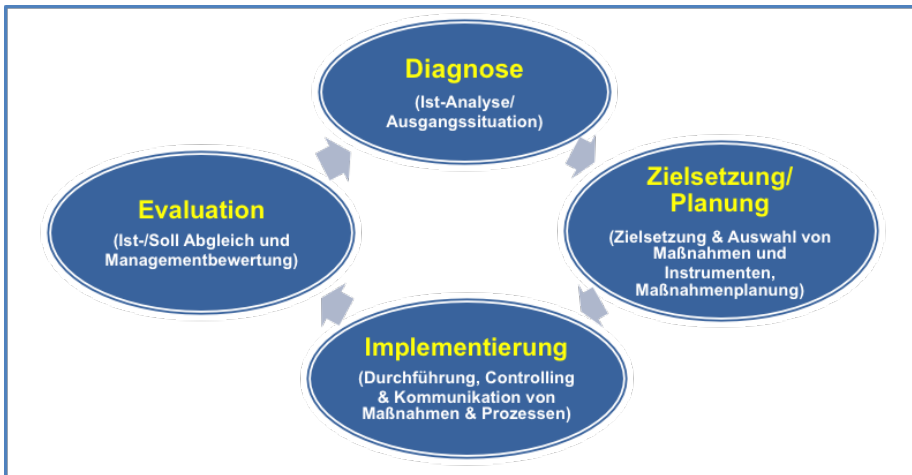 Diagnose
(Ist-Analyse/
Ausgangssituation)
Zielsetzung/
Planung
(Zielsetzung & Auswahl von
Maßnahmen und
Instrumenten,
Maßnahmenplanung)
Implementierung
(Durchführung, Controlling
& Kommunikation von
Maßnahmen & Prozessen)
Evaluation
(Ist-/Soll Abgleich und
Managementbewertung)